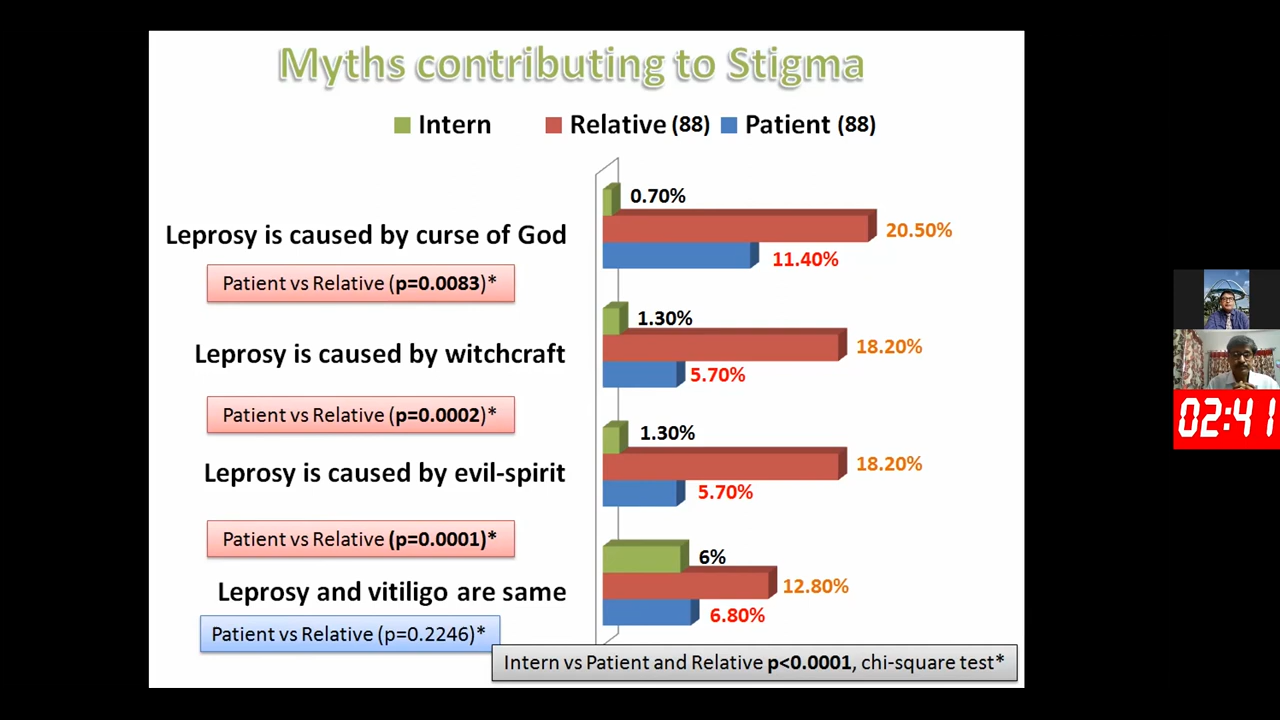 Myths contributing to Stigma
Intern Relative (88) Patient (88)
0.70%
Leprosy is caused by curse of God
20.50%
11.40%
Patient vs Relative (p=0.0083)*
1.30%
Leprosy is caused by witchcraft
18.20%
5.70%
Patient vs Relative (p=0.0002)*
1.30%
Leprosy is caused by evil-spirit
18.20%
5.70%
Patient vs Relative (p=0.0001)*
6%
Leprosy and vitiligo are same
12.80%
6.80%
Patient vs Relative (p=0.2246)*
Intern vs Patient and Relative p<0.0001, chi-square test*
02:41